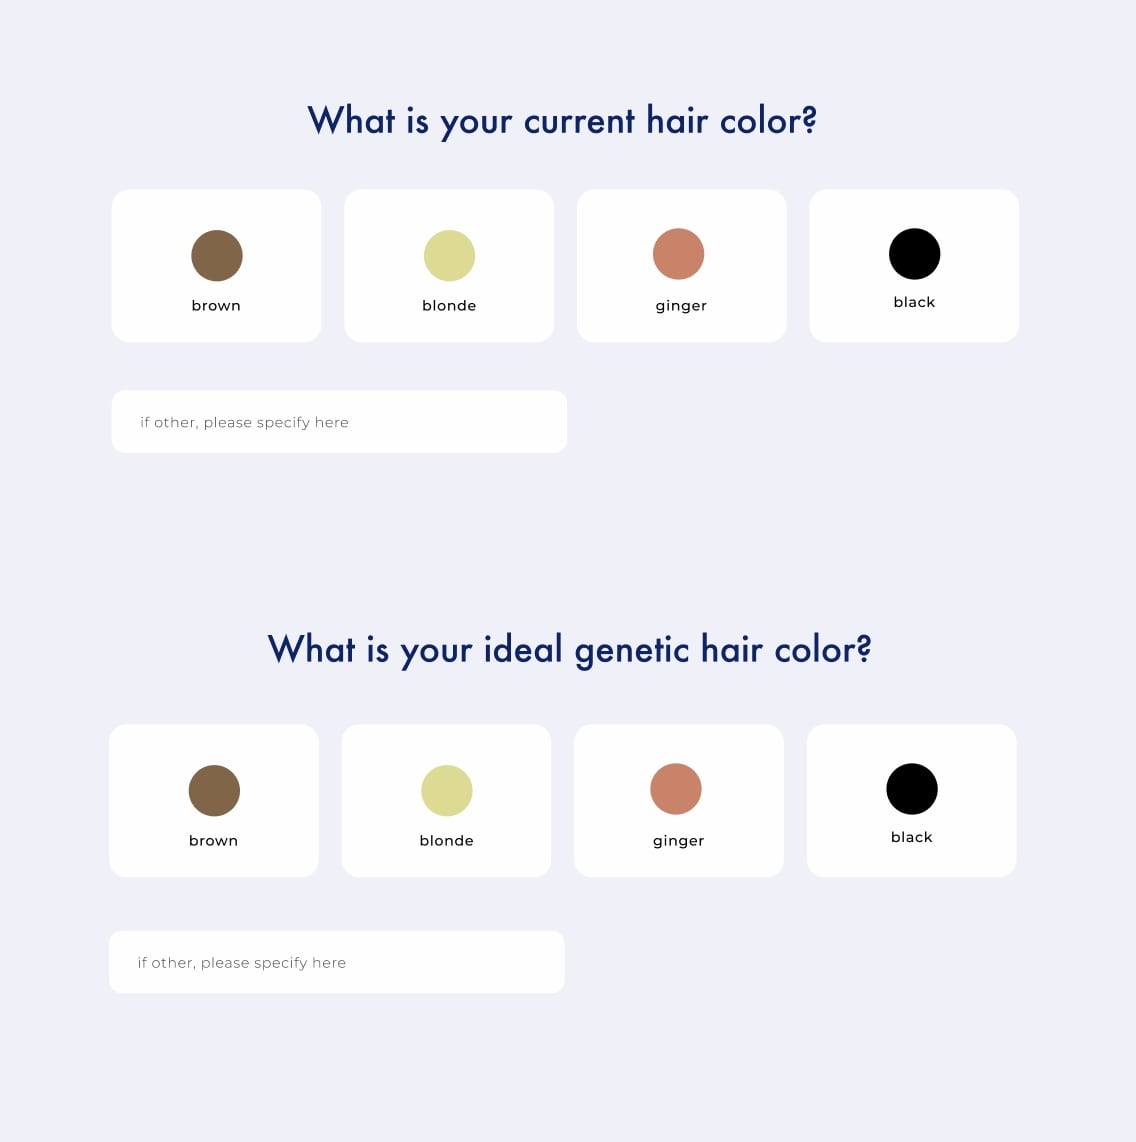 What is your current hair color?
brown
blonde
ginger
black
if other, please specify here
What is your ideal genetic hair color?
brown
blonde
ginger
black
if other, please specify here